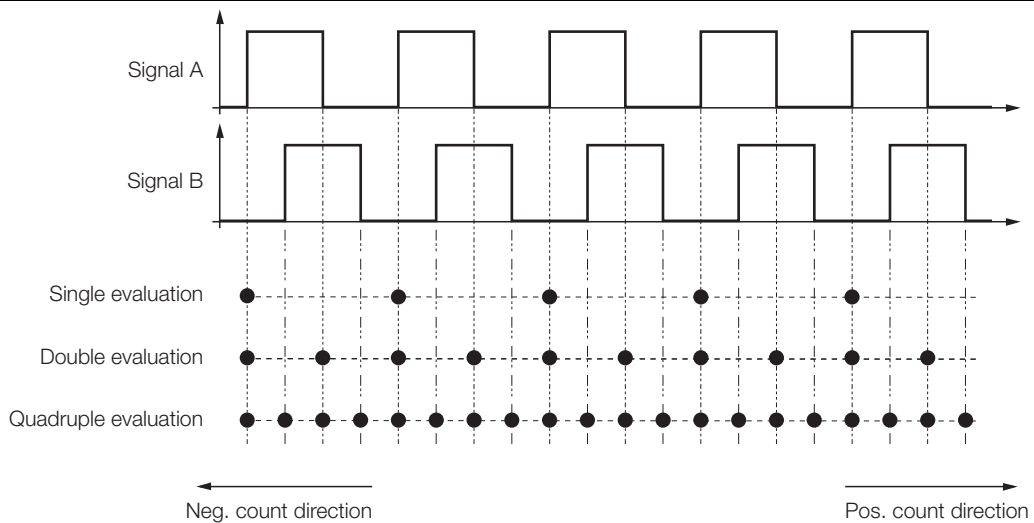 Signal A
Signal B
Single evaluation
Double evaluation
Quadruple evaluation
Neg. count direction
Pos. count direction